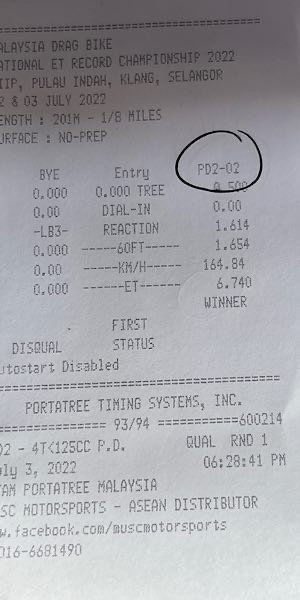 ALAYSIA DRAG BIKE
ATIONAL ET RECORD CHAMPIONSHIP 2022
TIP, PULAU INDAH, KLANG, SELANGOR
2 & 03 JULY 2022
ENGTH : 201M - 1/8 MILES
URFACE : NO-PREP
BYE Entry PD2-02
0.000 0.000 TREE 0.500
0.00 DIAL-IN 0.00
-LB3- REACTION 1.614
0.000 -----60FT----- 1.654
0.00 ------KM/H----- 164.84
0.000 ------ET------ 6.740
WINNER
FIRST
DISQUAL STATUS
utostart Disabled
PORTATREE TIMING SYSTEMS, INC.
============== 93/94 ===========600214
D2 - 4T<125CC P.D. QUAL RND 1
uly 3, 2022 06:28:41 PM
EAM PORTATREE MALAYSIA
SC MOTORSPORTS - ASEAN DISTRIBUTOR
w.facebook.com/muscmotorsports
016-6681490